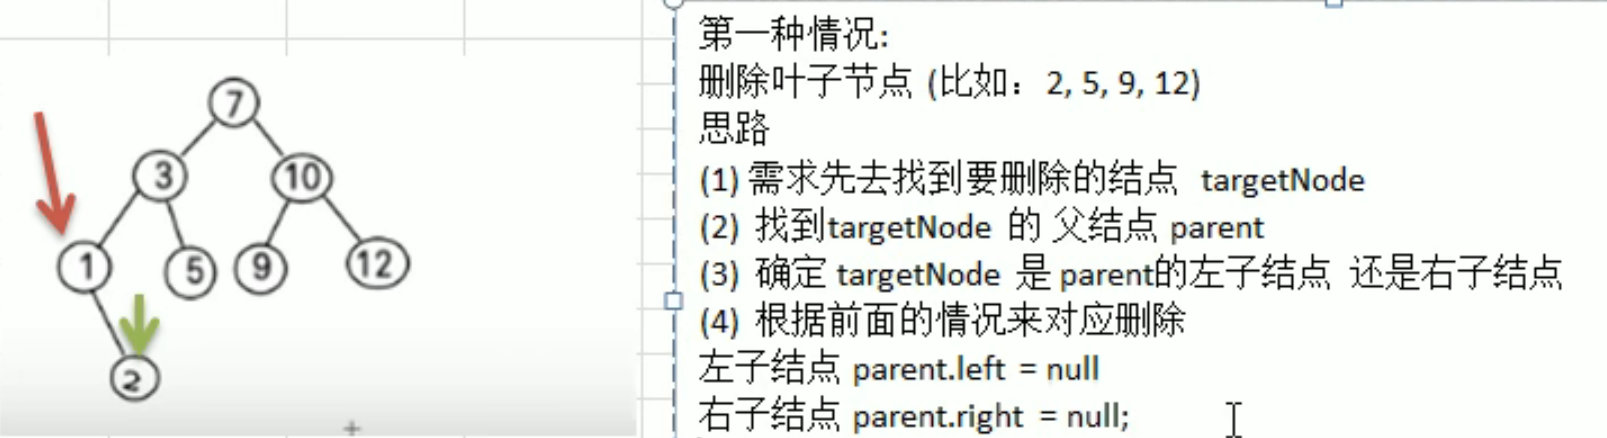 7
3
10
1
5
9
12
2
第一种情况:
删除叶子节点 (比如：2, 5, 9, 12)
思路
(1) 需求先去找到要删除的结点 targetNode
(2) 找到targetNode 的 父结点 parent
(3) 确定 targetNode 是 parent的左子结点 还是右子结点
(4) 根据前面的情况来对应删除
左子结点 parent.left = null
右子结点 parent.right = null;